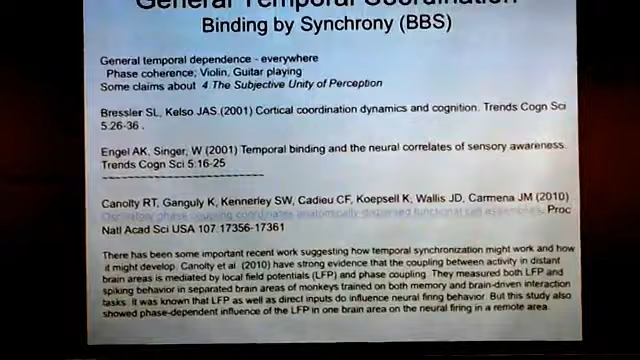 General Temporal Coordination
Binding by Synchrony (BBS)
General temporal dependence - everywhere
Phase coherence; Violin, Guitar playing
Some claims about 4 The Subjective Unity of Perception
Bressler SL, Kelso JAS (2001) Cortical coordination dynamics and cognition. Trends Cogn Sci
5:26-36 .
Engel AK, Singer, W (2001) Temporal binding and the neural correlates of sensory awareness.
Trends Cogn Sci 5:16-25
------------------------------
Canolty RT, Ganguly K, Kennerley SW, Cadieu CF, Koepsell K, Wallis JD, Carmena JM (2010)
Oscillatory phase coupling coordinates anatomically dispersed functional cell assemblies. Proc
Natl Acad Sci USA 107:17356-17361
There has been some important recent work suggesting how temporal synchronization might work and how
it might develop. Canolty et al. (2010) have strong evidence that the coupling between activity in distant
brain areas is mediated by local field potentials (LFP) and phase coupling. They measured both LFP and
spiking behavior in separated brain areas of monkeys trained on both memory and brain-driven interaction
tasks. It was known that LFP as well as direct inputs do influence neural firing behavior. But this study also
showed phase-dependent influence of the LFP in one brain area on the neural firing in a remote area.